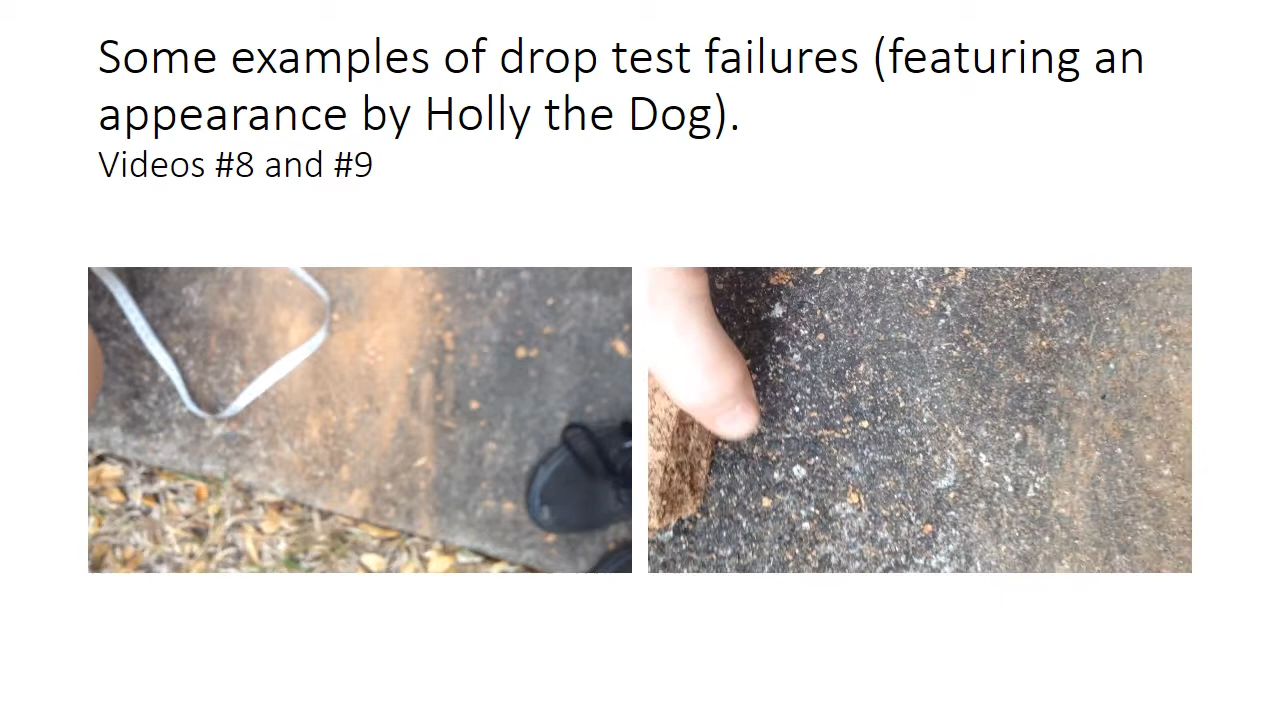 Some examples of drop test failures (featuring an
appearance by Holly the Dog).
Videos #8 and #9